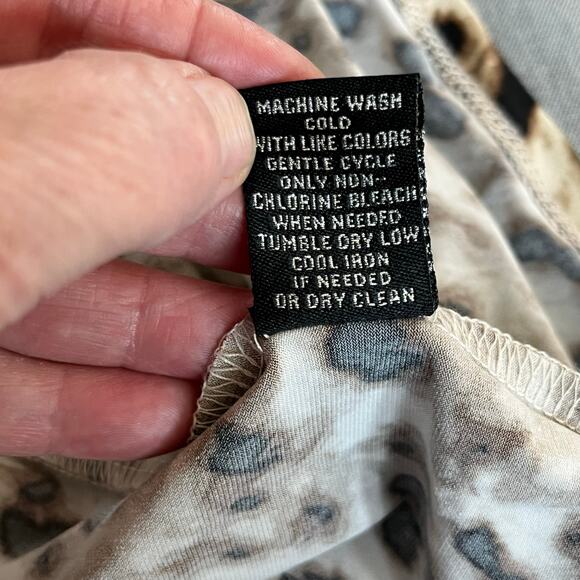 MACHINE WASH
COLD
WITH LIKE COLORS
GENTLE CYCLE
ONLY NON-
CHLORINE BLEACH
WHEN NEEDED
TUMBLE DRY LOW
COOL IRON
IF NEEDED
OR DRY CLEAN